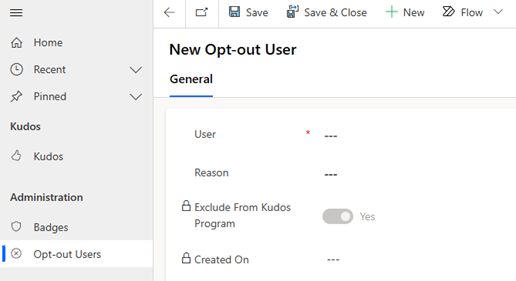 Save
Save & Close
New
Flow
Home
Recent
Pinned
Kudos
Kudos
Administration
Badges
Opt-out Users
New Opt-out User
General
User * ---
Reason ---
Exclude From Kudos
Program
Yes
Created On ---